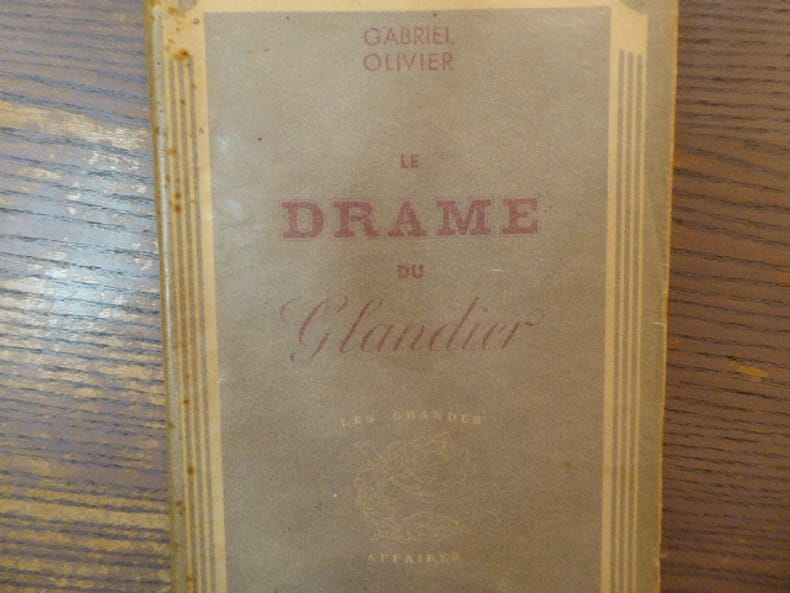 GABRIEL
OLIVIER
LE
DRAME
DU
Glandier
LES GRANDES
AFFAIRES